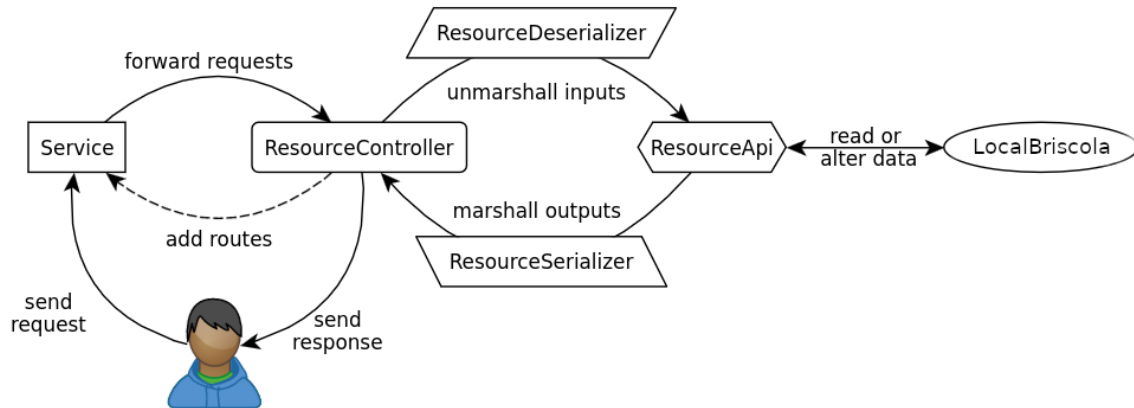 ResourceDeserializer
forward requests
unmarshall inputs
Service
ResourceController
ResourceApi
read or
alter data
LocalBriscola
marshall outputs
add routes
ResourceSerializer
send
request
send
response